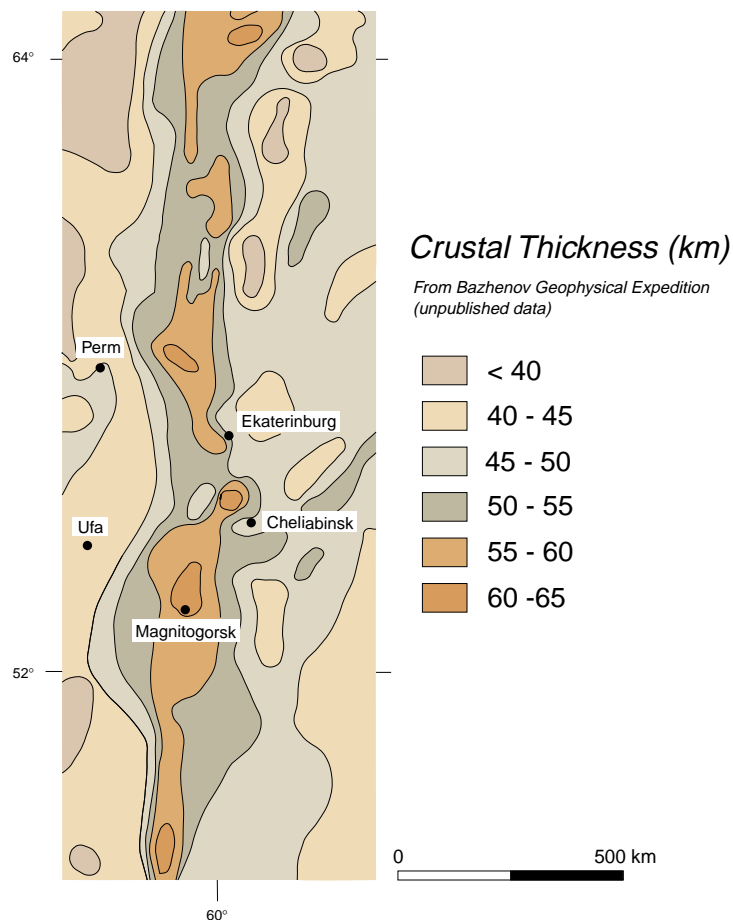 64°
Crustal Thickness (km)
From Bazhenov Geophysical Expedition
(unpublished data)
Perm
< 40
40 - 45
Ekaterinburg
45 - 50
50 - 55
Cheliabinsk
Ufa
55 - 60
60 -65
Magnitogorsk
52°
0 500 km
60°